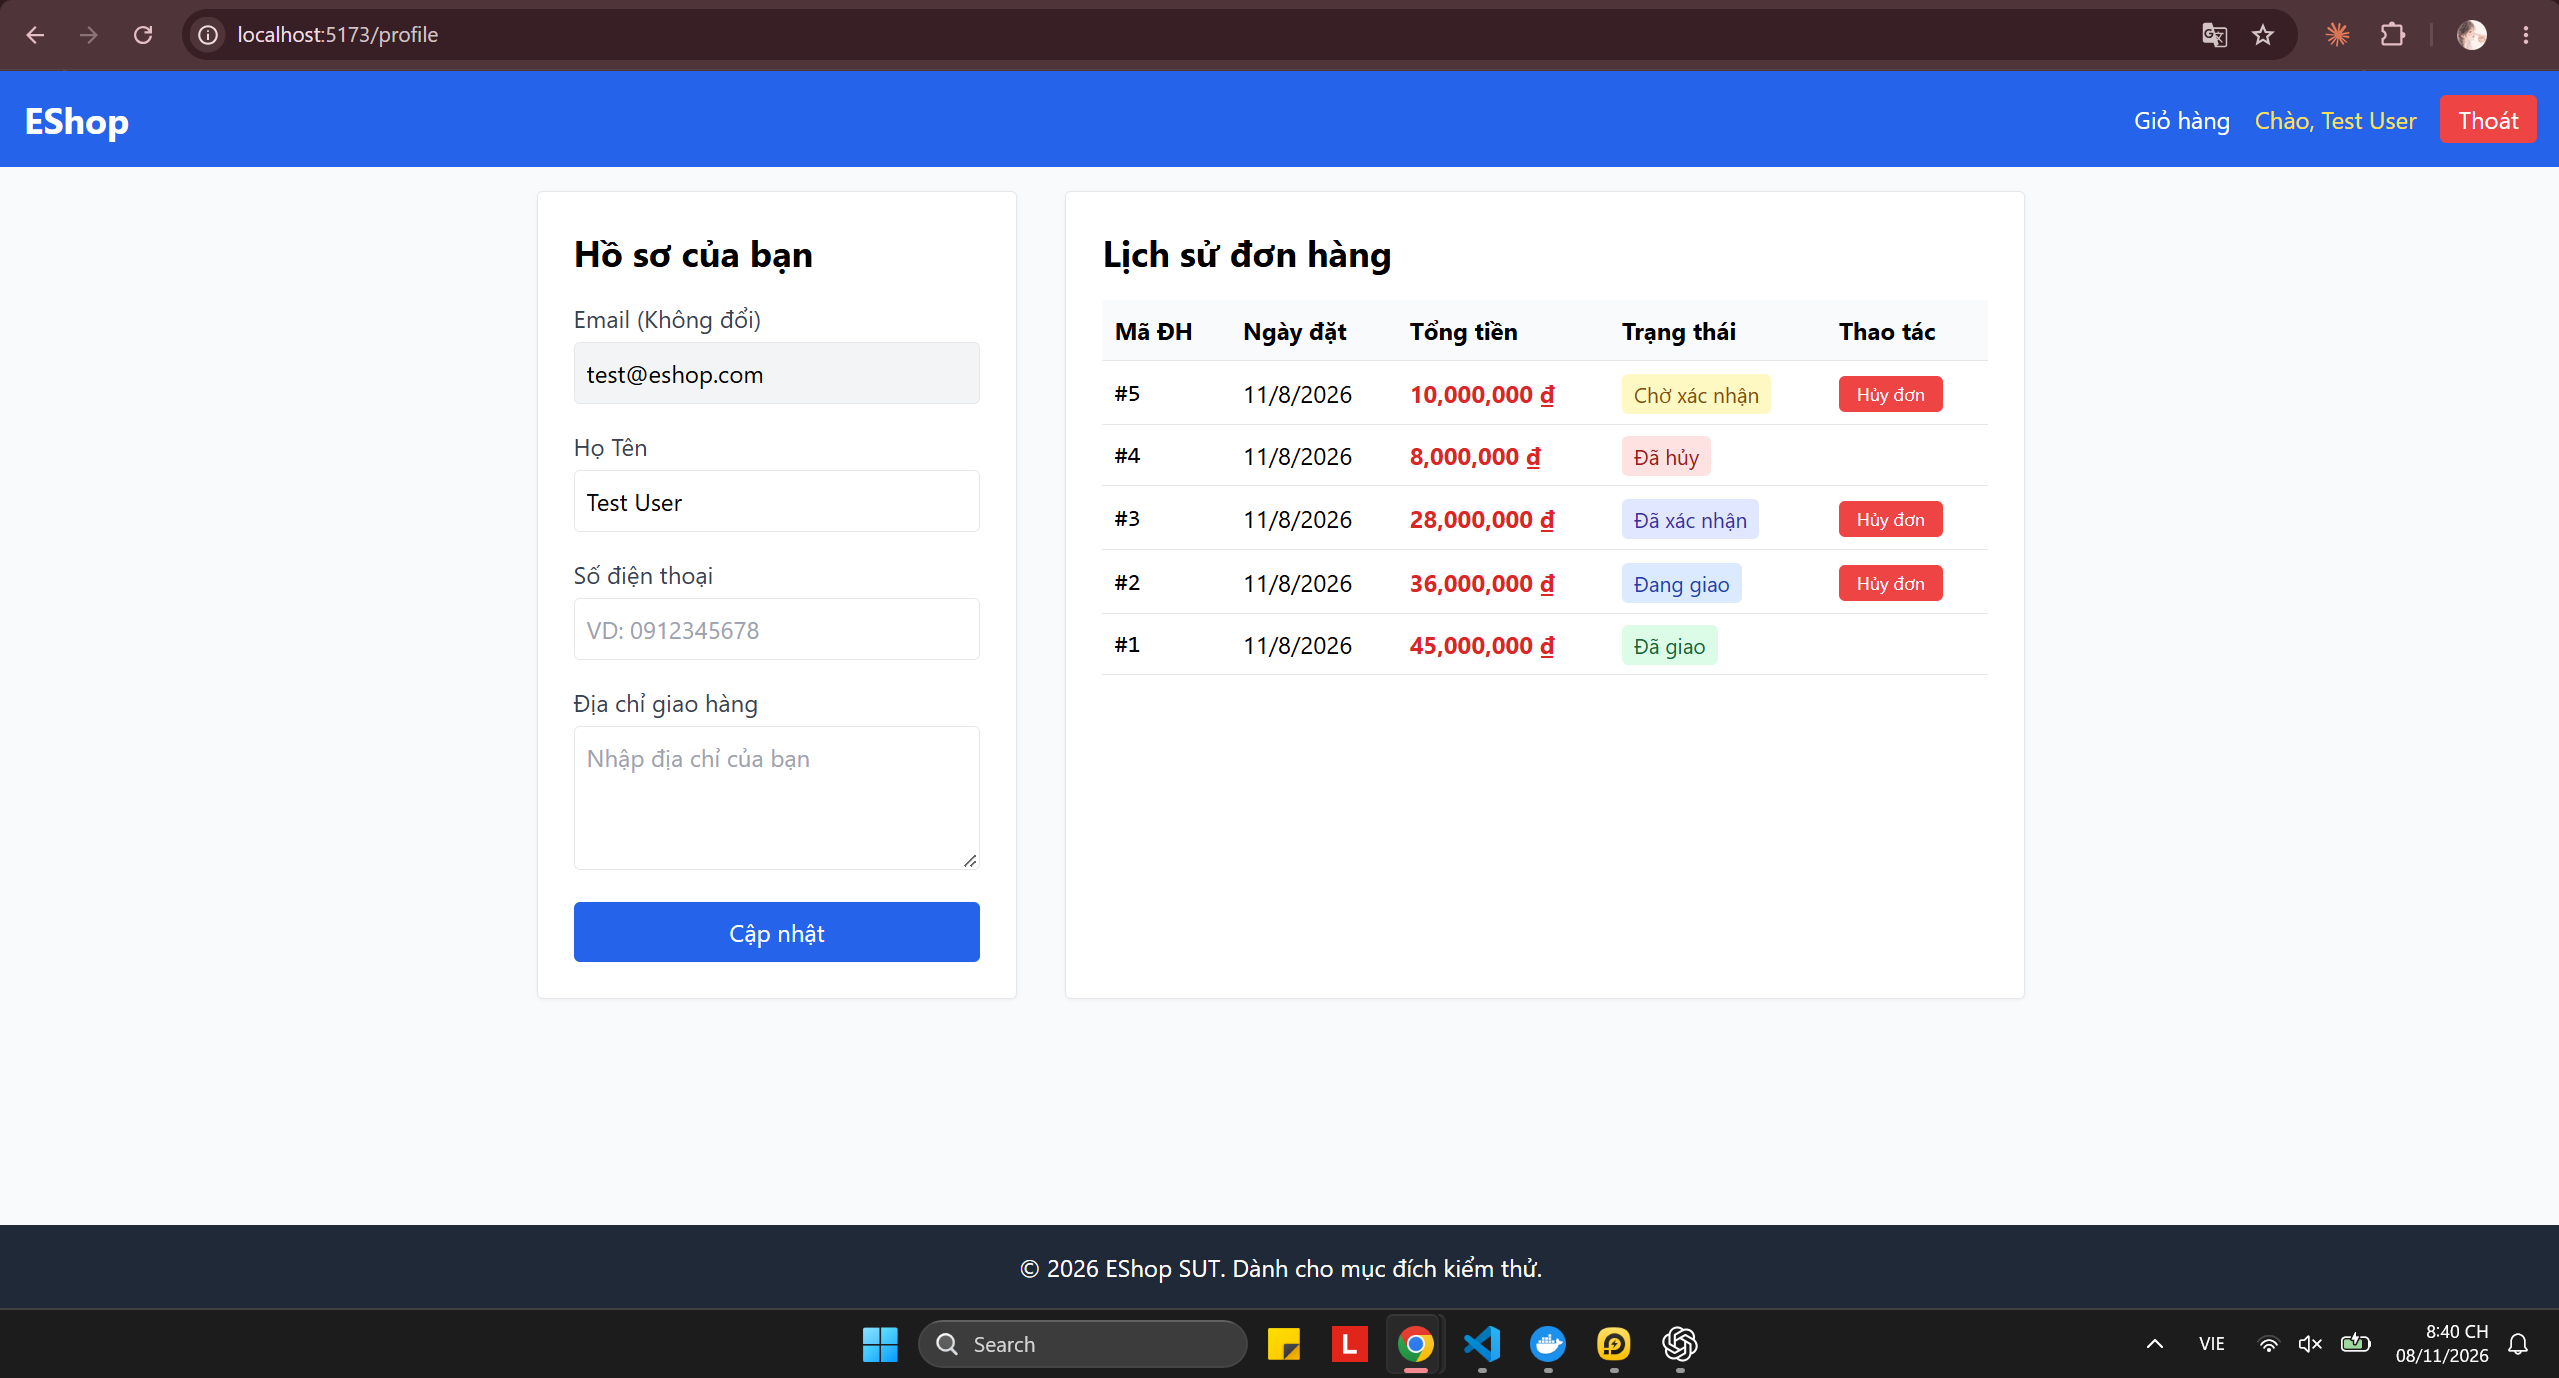 localhost:5173/profile
EShop
Giỏ hàng
Chào, Test User
Thoát
Hồ sơ của bạn
Email (Không đổi)
test@eshop.com
Họ Tên
Test User
Số điện thoại
VD: 0912345678
Địa chỉ giao hàng
Nhập địa chỉ của bạn
Cập nhật
Lịch sử đơn hàng
Mã ĐH Ngày đặt Tổng tiền Trạng thái Thao tác
#5 11/8/2026 10,000,000 ₫ Chờ xác nhận Hủy đơn
#4 11/8/2026 8,000,000 ₫ Đã hủy
#3 11/8/2026 28,000,000 ₫ Đã xác nhận Hủy đơn
#2 11/8/2026 36,000,000 ₫ Đang giao Hủy đơn
#1 11/8/2026 45,000,000 ₫ Đã giao
© 2026 EShop SUT. Dành cho mục đích kiểm thử.
Search
L
VIE
8:40 CH
08/11/2026